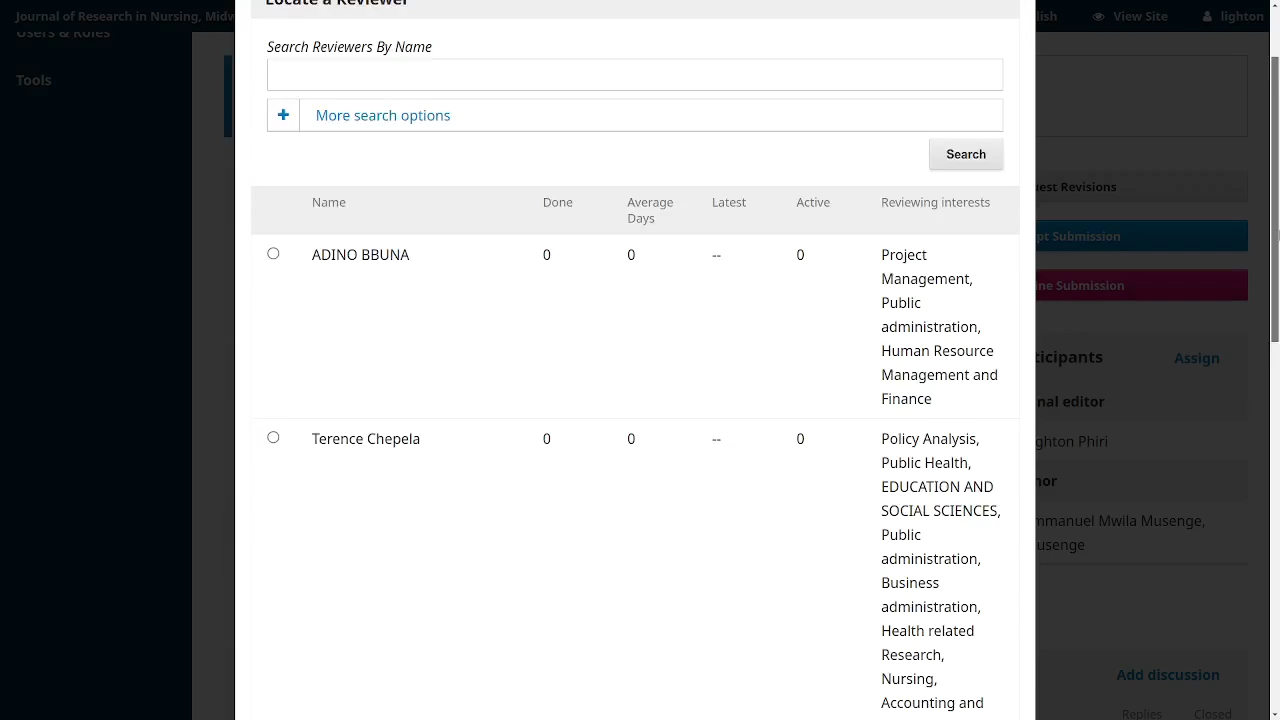 Journal of Research in Nursing, Midw
lish
View Site
lighton
Users & Roles
Tools
Locate a Reviewer
Search Reviewers By Name
More search options
Search
Name
Done
Average Days
Latest
Active
Reviewing interests
ADINO BBUNA
0
0
--
0
Project
Management,
Public
administration,
Human Resource
Management and
Finance
Terence Chepela
0
0
--
0
Policy Analysis,
Public Health,
EDUCATION AND
SOCIAL SCIENCES,
Public
administration,
Business
administration,
Health related
Research,
Nursing,
Accounting and
est Revisions
pt Submission
ine Submission
ticipants
Assign
nal editor
ghton Phiri
hor
mmanuel Mwila Musenge,
usenge
Add discussion
Replies
Closed